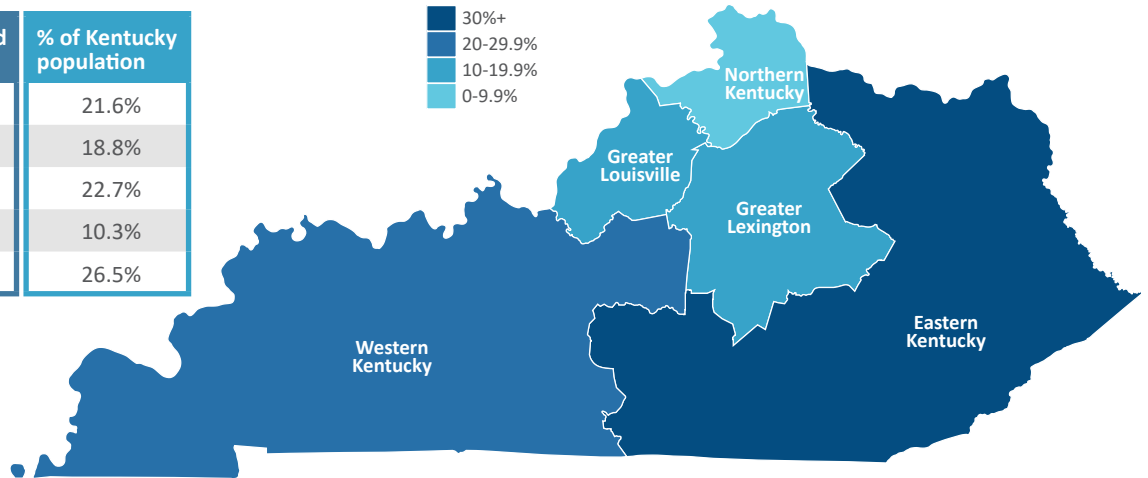 d
% of Kentucky
population
21.6%
18.8%
22.7%
10.3%
26.5%
30%+
20-29.9%
10-19.9%
0-9.9%
Northern
Kentucky
Greater
Louisville
Greater
Lexington
Eastern
Kentucky
Western
Kentucky